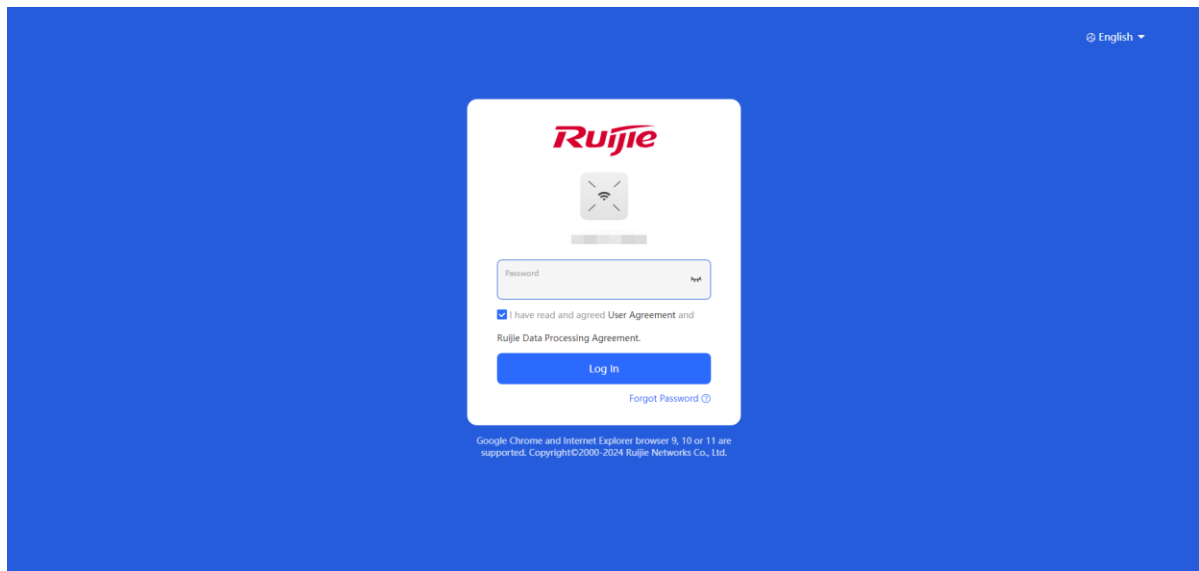 English
Ruijie
Password
I have read and agreed User Agreement and
Ruijie Data Processing Agreement.
Log In
Forgot Password
Google Chrome and Internet Explorer browser 9, 10 or 11 are
supported. Copyright©2000-2024 Ruijie Networks Co., Ltd.